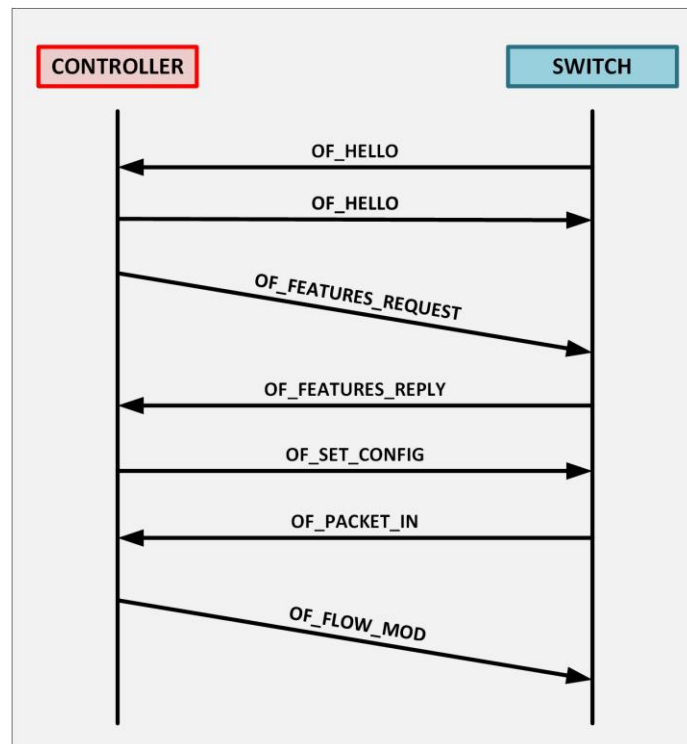 CONTROLLER
SWITCH
OF_HELLO
OF_HELLO
OF_FEATURES_REQUEST
OF_FEATURES_REPLY
OF_SET_CONFIG
OF_PACKET_IN
OF_FLOW_MOD